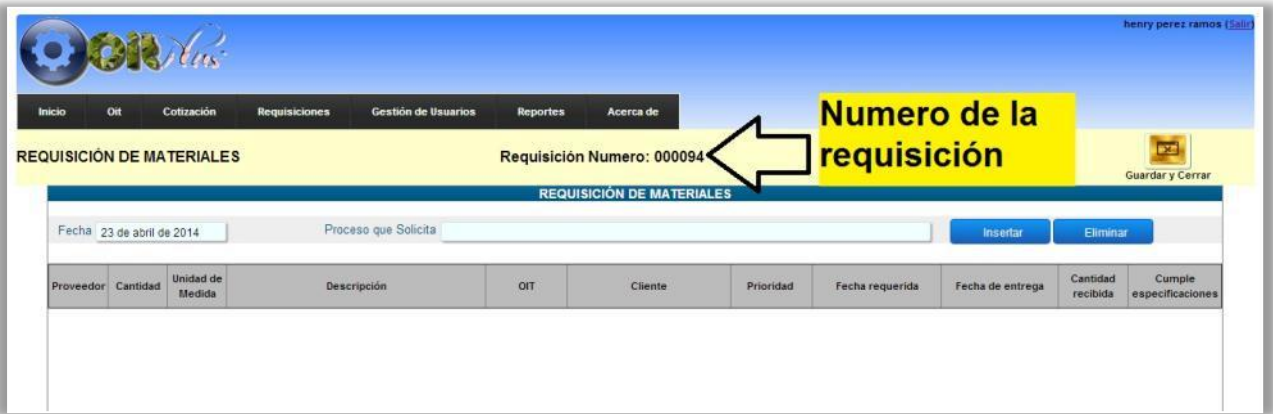 henry perez ramos (Salir)
OIT Plus
Inicio Oit Cotización Requisiciones Gestión de Usuarios Reportes Acerca de
REQUISICIÓN DE MATERIALES
Requisición Numero: 000094
Numero de la
requisición
Guardar y Cerrar
REQUISICIÓN DE MATERIALES
Fecha 23 de abril de 2014 Proceso que Solicita Insertar Eliminar
Proveedor Cantidad Unidad de Medida Descripción OIT Cliente Prioridad Fecha requerida Fecha de entrega Cantidad recibida Cumple especificaciones